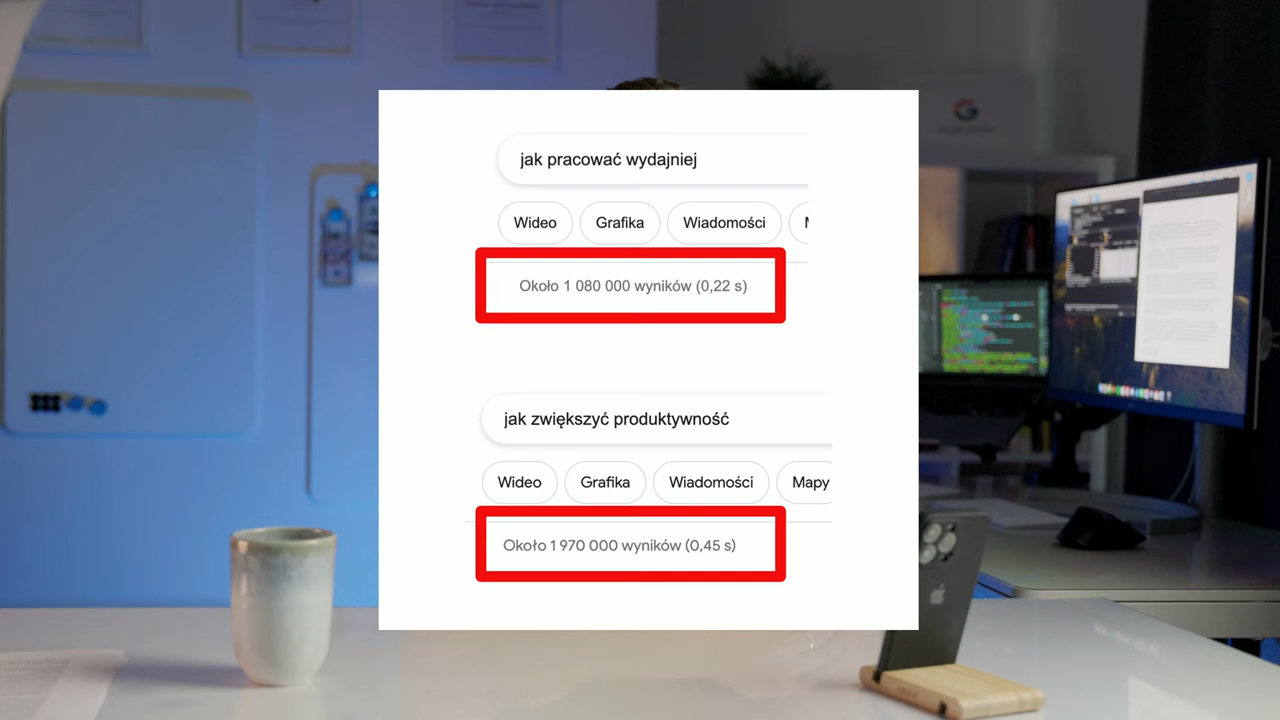 jak pracować wydajniej
Wideo Grafika Wiadomości
Około 1 080 000 wyników (0,22 s)
jak zwiększyć produktywność
Wideo Grafika Wiadomości Mapy
Około 1 970 000 wyników (0,45 s)